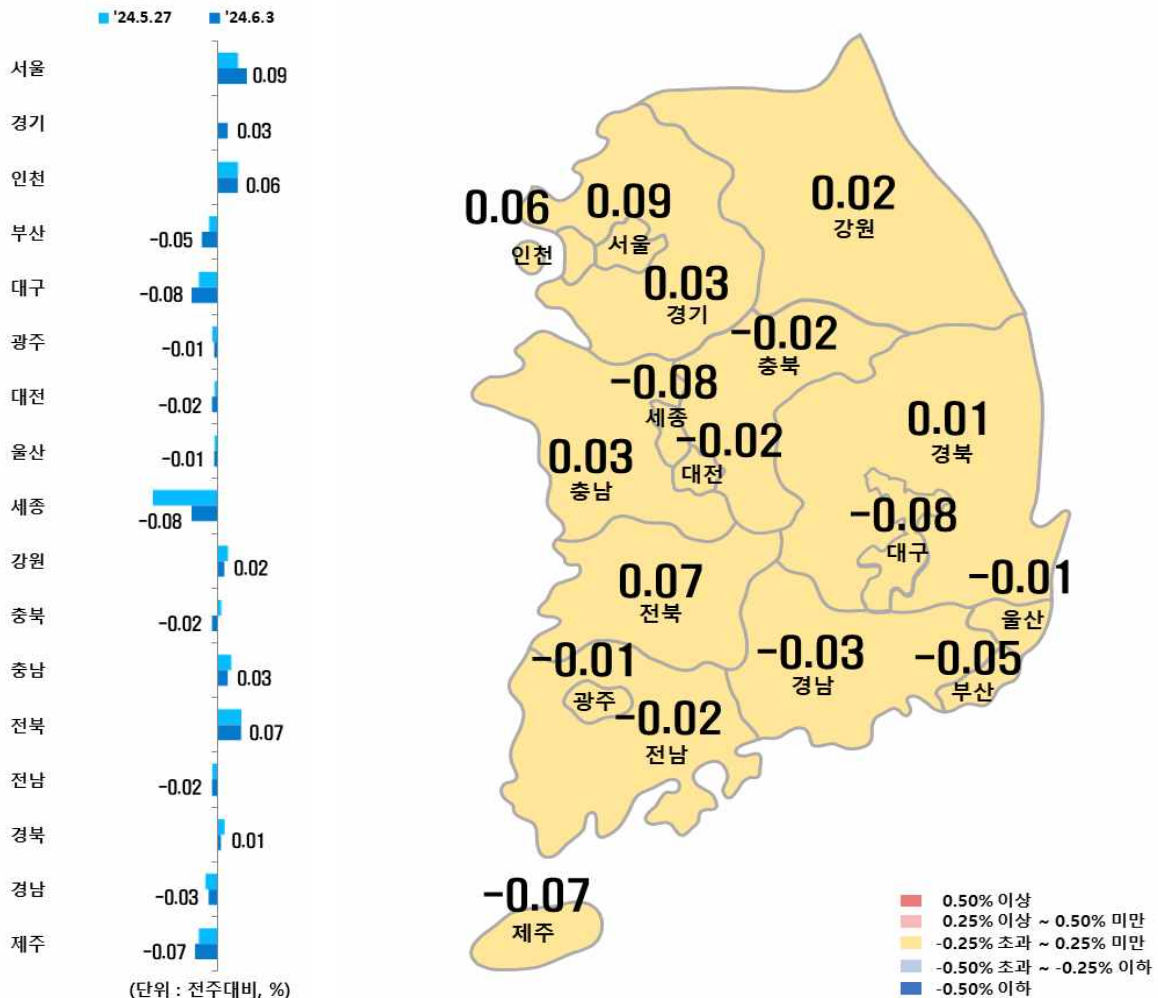 '24.5.27 '24.6.3
서울 0.09
경기 0.03
인천 0.06
부산 -0.05
대구 -0.08
광주 -0.01
대전 -0.02
울산 -0.01
세종 -0.08
강원 0.02
충북 -0.02
충남 0.03
전북 0.07
전남 -0.02
경북 0.01
경남 -0.03
제주 -0.07
(단위 : 전주대비, %)
0.06
인천
0.09
서울
0.02
강원
0.03
경기
-0.02
충북
-0.08
세종
-0.02
대전
0.03
충남
0.01
경북
-0.08
대구
-0.01
울산
0.07
전북
-0.03
경남
-0.05
부산
-0.01
광주
-0.02
전남
-0.07
제주
0.50% 이상
0.25% 이상 ~ 0.50% 미만
-0.25% 초과 ~ 0.25% 미만
-0.50% 초과 ~ -0.25% 이하
-0.50% 이하